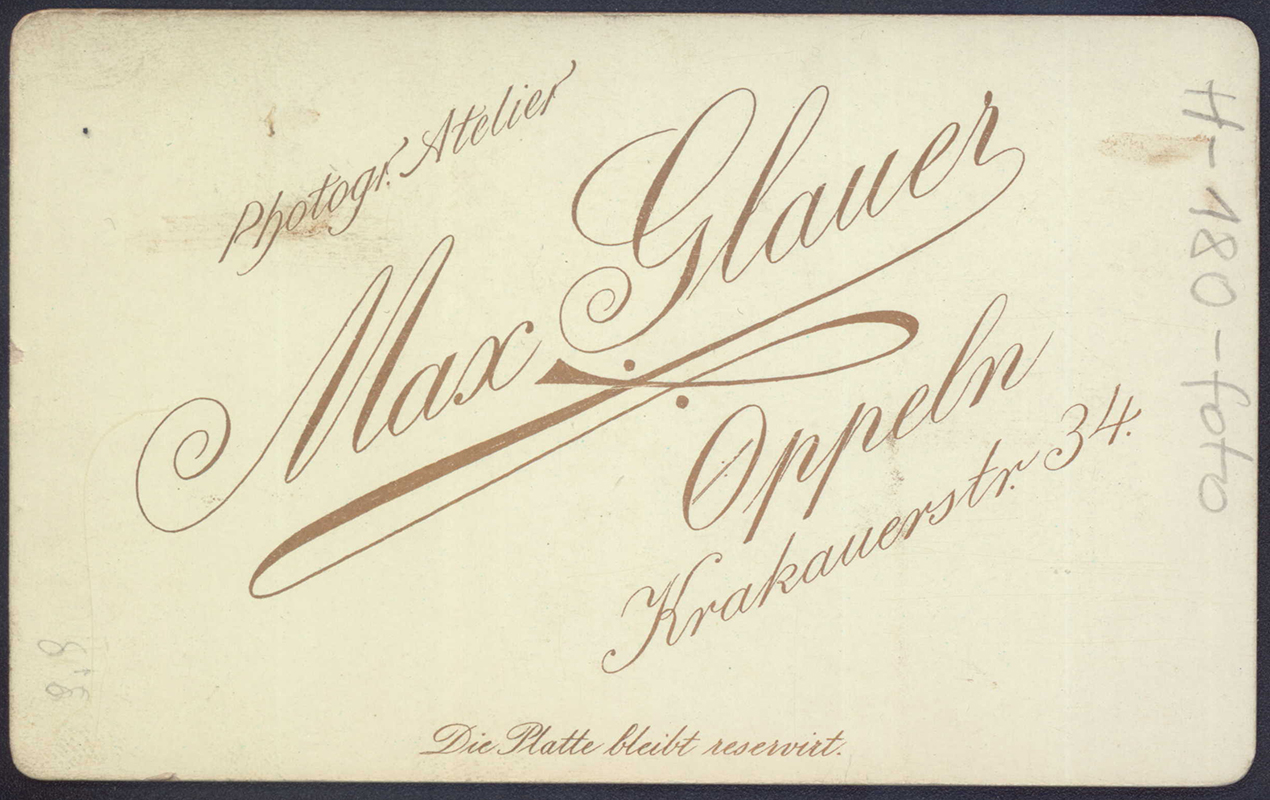 Photogr. Atelier
Max Glauer
Oppeln
Krakauerstr. 34.
Die Platte bleibt reservirt.
H-180-foto